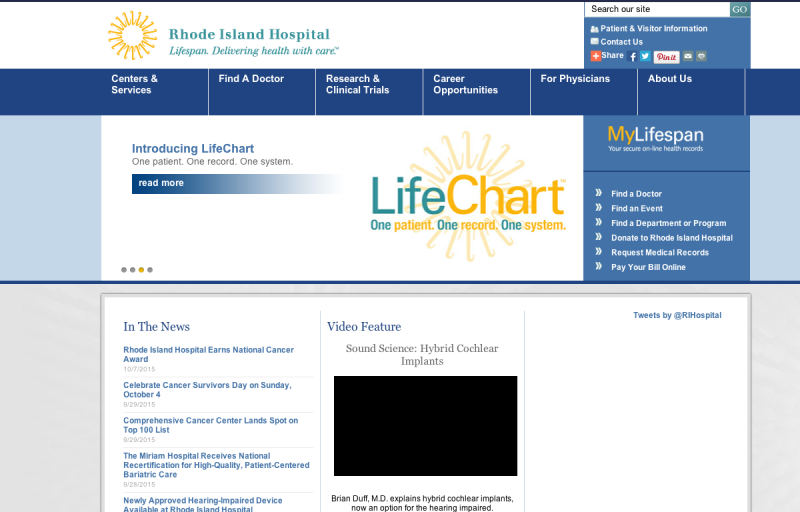 Search our site
GO
Rhode Island Hospital
Lifespan. Delivering health with care.™
Patient & Visitor Information
Contact Us
Share
Pin it
Centers &
Services
Find A Doctor
Research &
Clinical Trials
Career
Opportunities
For Physicians
About Us
Introducing LifeChart
One patient. One record. One system.
read more
LifeChart™
One patient. One record. One system.
MyLifespan
Your secure on-line health records
Find a Doctor
Find an Event
Find a Department or Program
Donate to Rhode Island Hospital
Request Medical Records
Pay Your Bill Online
In The News
Rhode Island Hospital Earns National Cancer
Award
10/7/2015
Celebrate Cancer Survivors Day on Sunday,
October 4
9/29/2015
Comprehensive Cancer Center Lands Spot on
Top 100 List
9/29/2015
The Miriam Hospital Receives National
Recertification for High-Quality, Patient-Centered
Bariatric Care
9/28/2015
Newly Approved Hearing-Impaired Device
Available at Rhode Island Hospital
Video Feature
Sound Science: Hybrid Cochlear
Implants
Brian Duff, M.D. explains hybrid cochlear implants,
now an option for the hearing impaired.
Tweets by @RIHospital